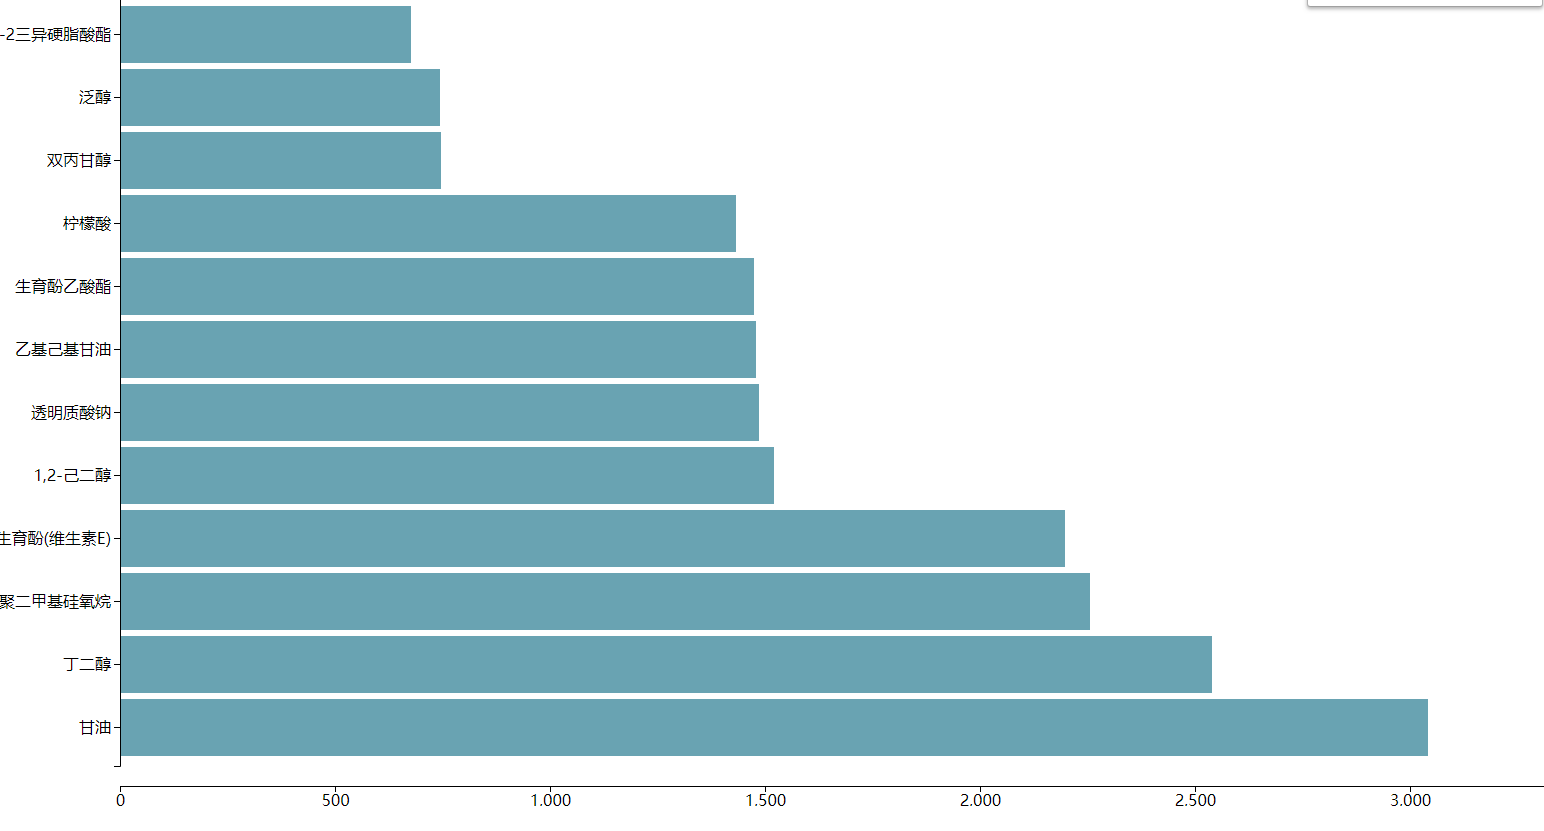 -2三异硬脂酸酯
泛醇
双丙甘醇
柠檬酸
生育酚乙酸酯
乙基己基甘油
透明质酸钠
1,2-己二醇
生育酚(维生素E)
聚二甲基硅氧烷
丁二醇
甘油
0 500 1.000 1.500 2.000 2.500 3.000